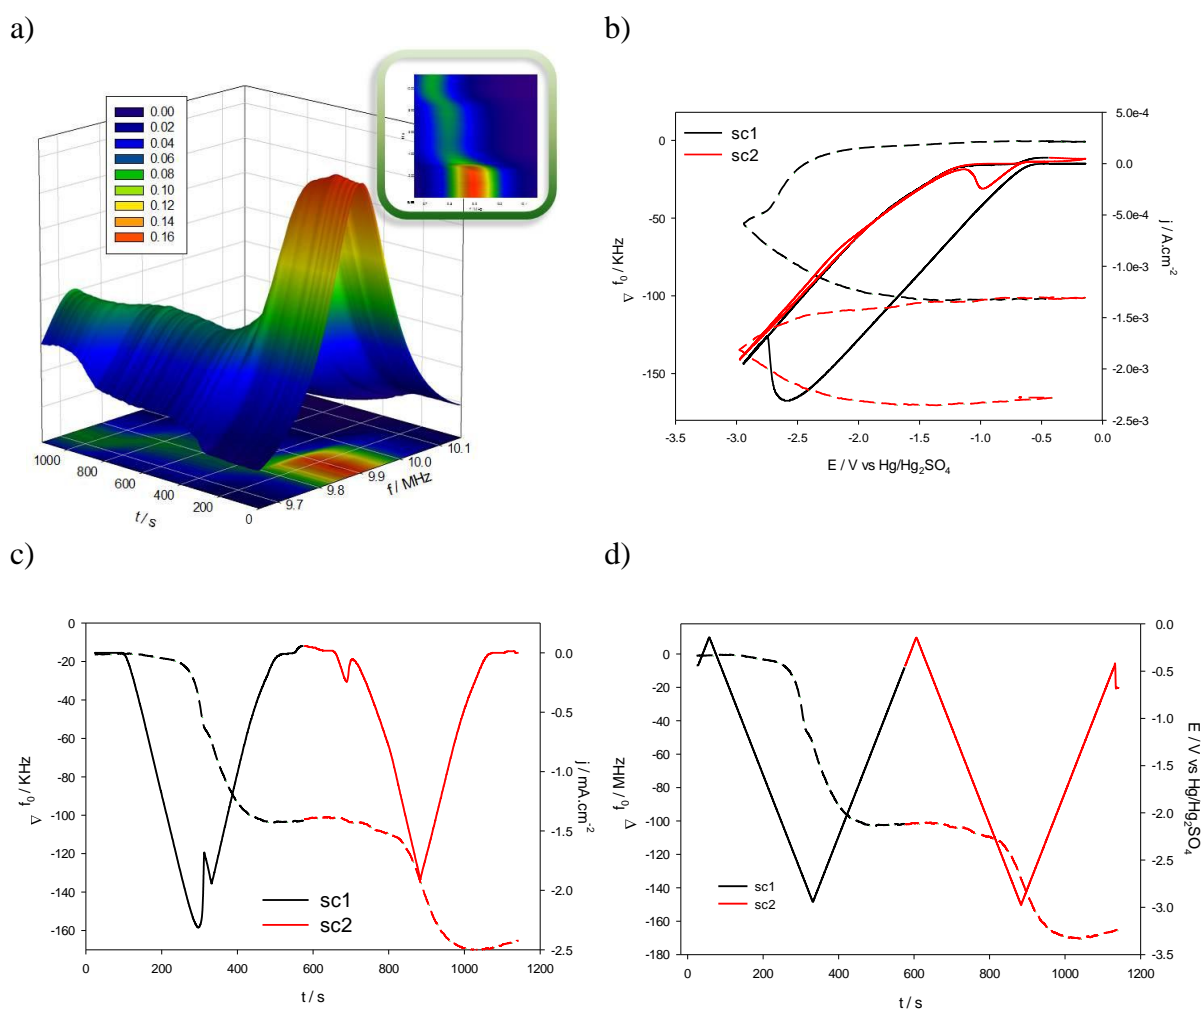 a)
0.00
0.02
0.04
0.06
0.08
0.10
0.12
0.14
0.16
1000
800
600
400
200
0
t / s
9.7
9.8
9.9
10.0
10.1
f / MHz
b)
sc1
sc2
0
-50
-100
-150
∇ f0 / KHz
5.0e-4
0.0
-5.0e-4
-1.0e-3
-1.5e-3
-2.0e-3
-2.5e-3
j / A.cm-2
-3.5
-3.0
-2.5
-2.0
-1.5
-1.0
-0.5
0.0
E / V vs Hg/Hg2SO4
c)
0
-20
-40
-60
-80
-100
-120
-140
-160
∇ f0 / KHz
sc1
sc2
0.0
-0.5
-1.0
-1.5
-2.0
-2.5
j / mA.cm-2
0
200
400
600
800
1000
1200
t / s
d)
0
-20
-40
-60
-80
-100
-120
-140
-160
-180
∇ f0 / MHz
sc1
sc2
0.0
-0.5
-1.0
-1.5
-2.0
-2.5
-3.0
-3.5
E / V vs Hg/Hg2SO4
0
200
400
600
800
1000
1200
t / s